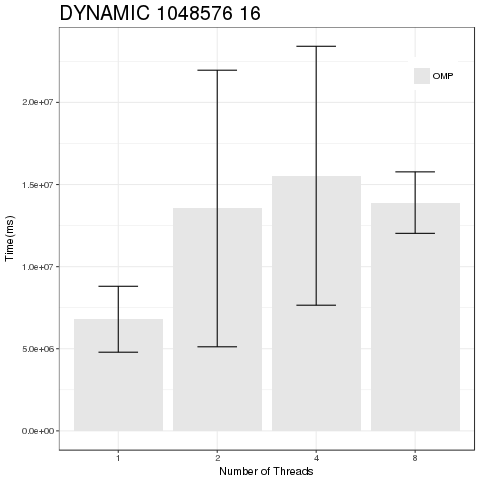 DYNAMIC 1048576 16
OMP
Time(ms)
2.0e+07
1.5e+07
1.0e+07
5.0e+06
0.0e+00
1 2 4 8
Number of Threads